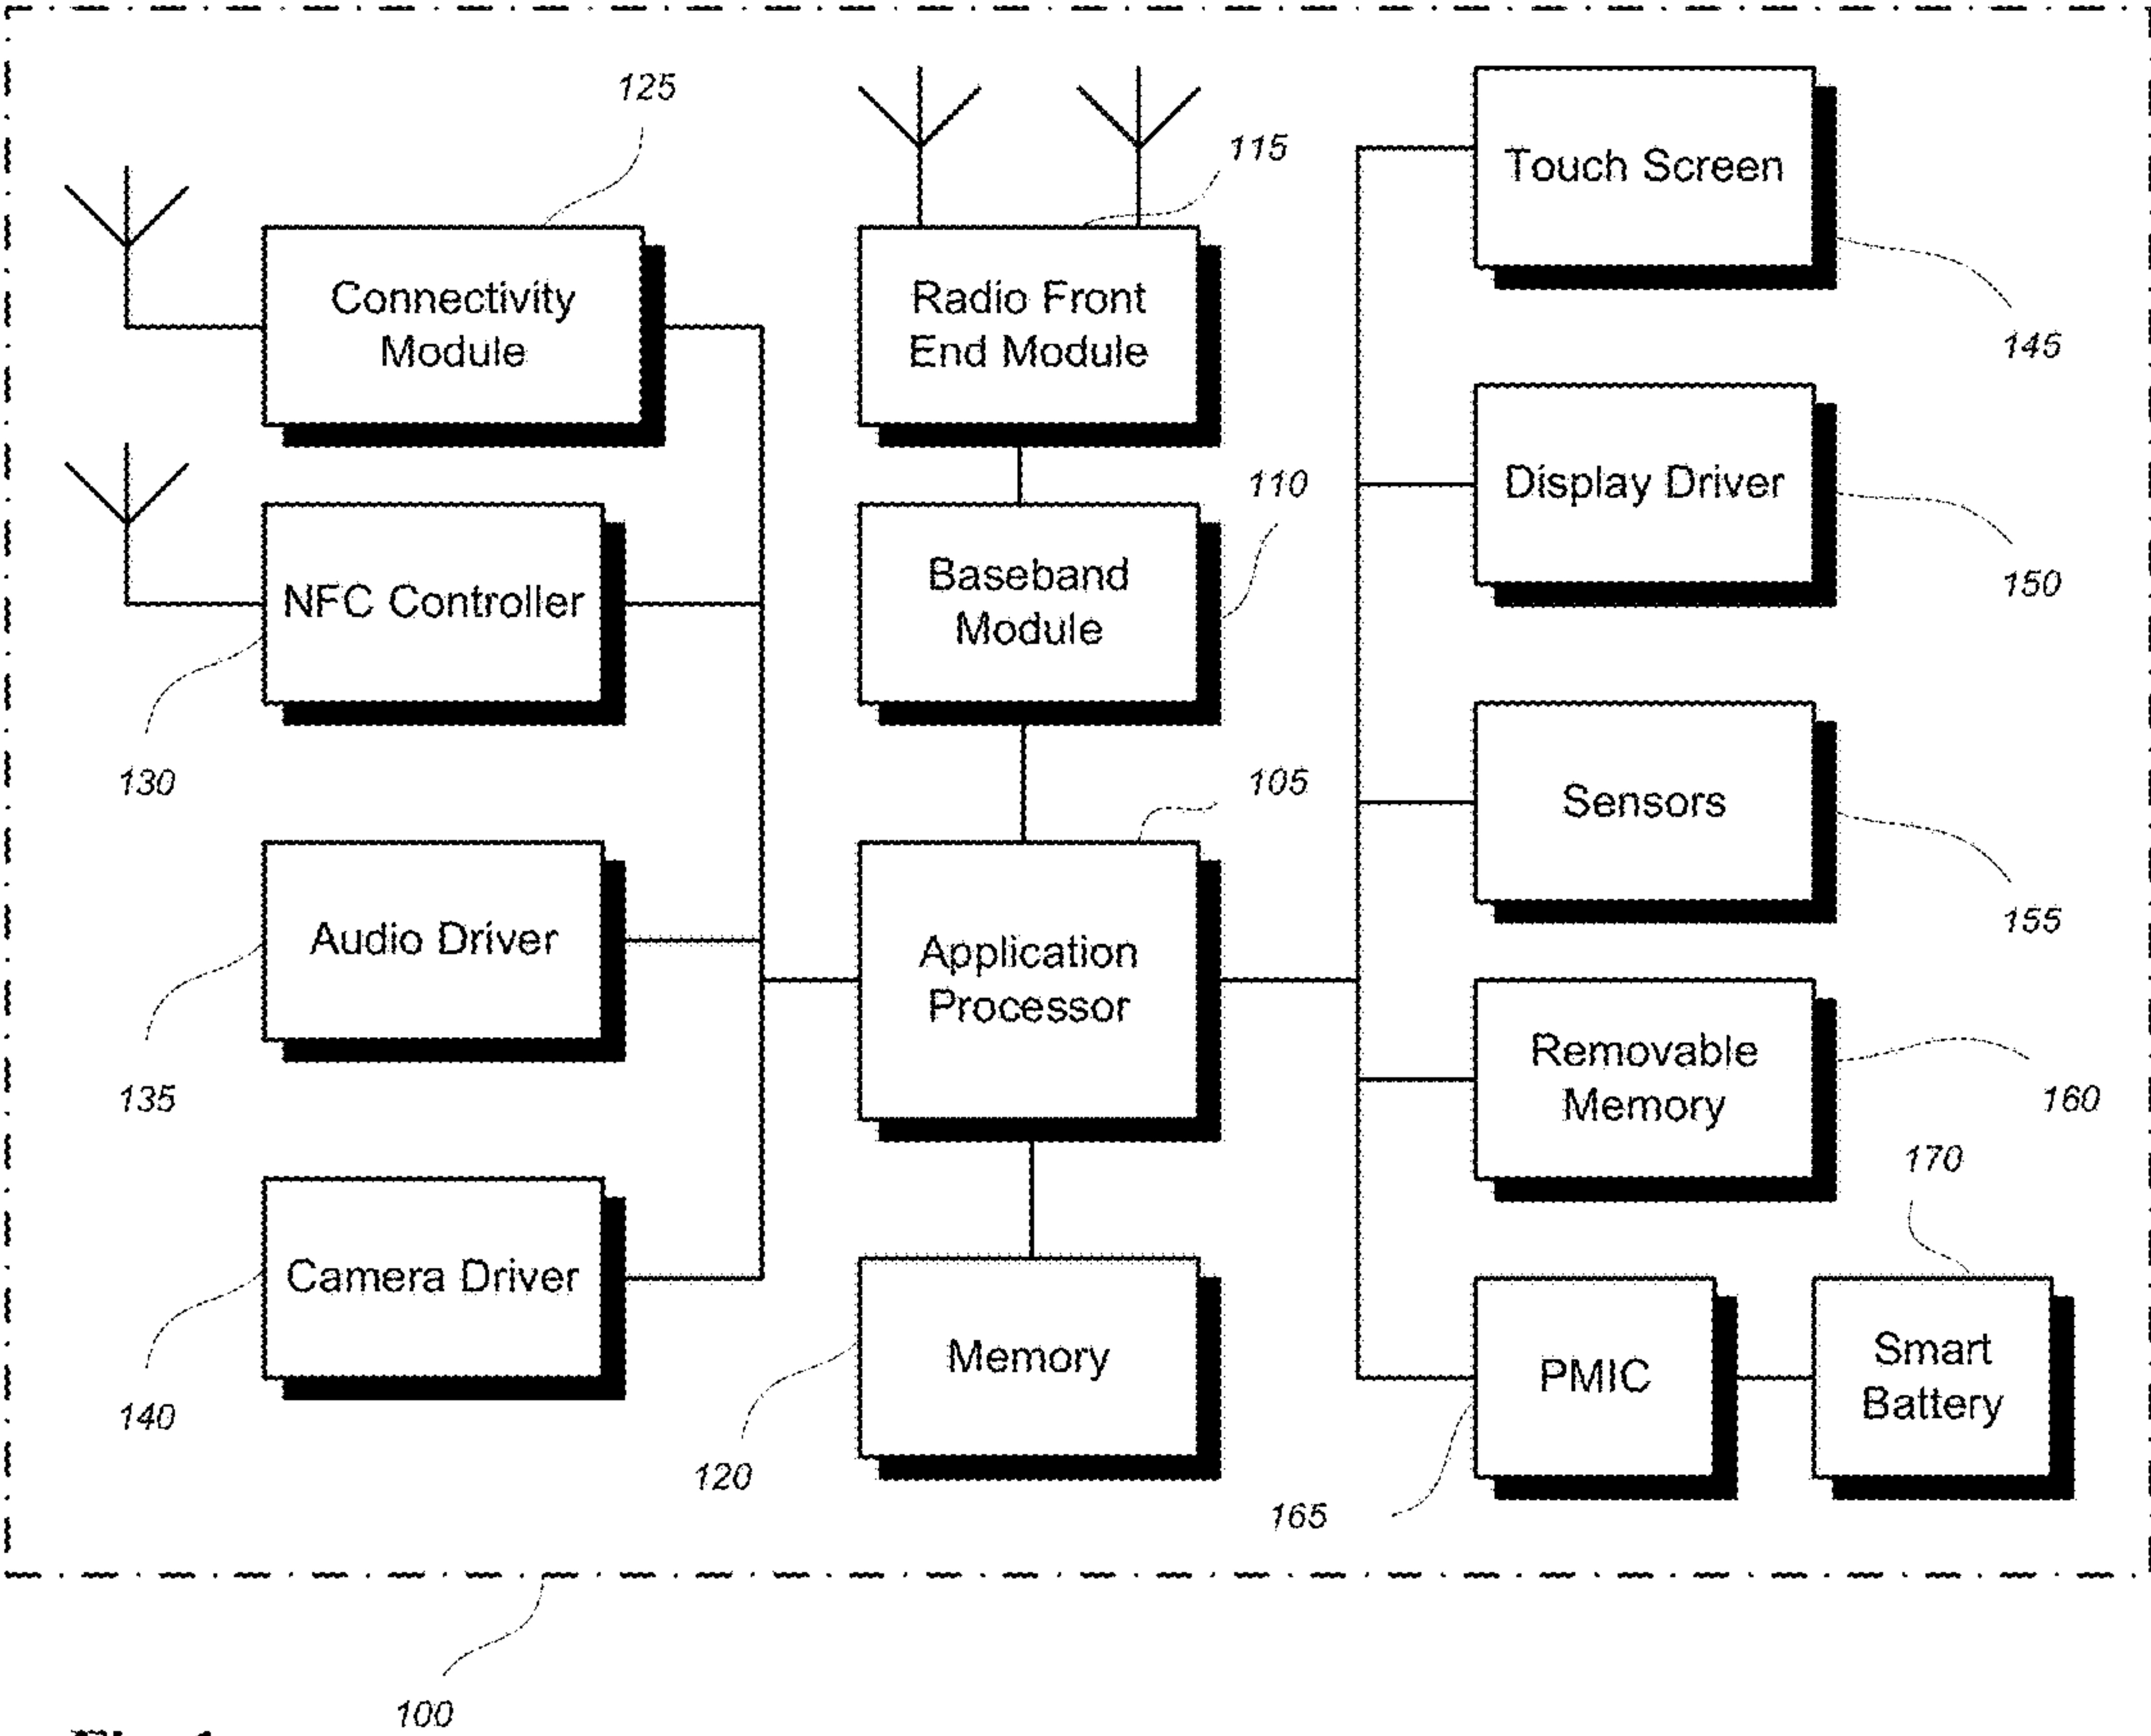 125
115
Touch Screen
Connectivity
Module
Radio Front
End Module
145
110
Display Driver
NFC Controller
Baseband
Module
150
130
105
Sensors
155
Audio Driver
Application
Processor
Removable
Memory
135
160
170
Camera Driver
Memory
PMIC
Smart
Battery
140
120
165
100